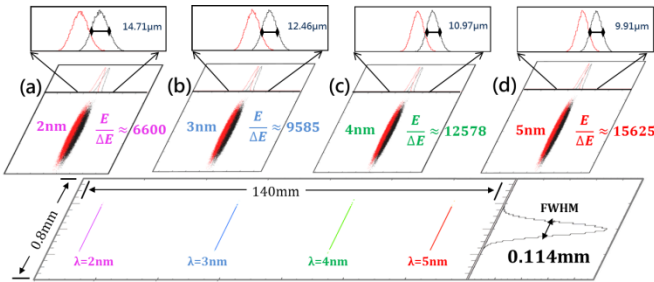 14.71μm
12.46μm
10.97μm
9.91μm
(a)
2nm E/ΔE ≈ 6600
(b)
3nm E/ΔE ≈ 9585
(c)
4nm E/ΔE ≈ 12578
(d)
5nm E/ΔE ≈ 15625
140mm
0.8mm
λ=2nm
λ=3nm
λ=4nm
λ=5nm
FWHM
0.114mm